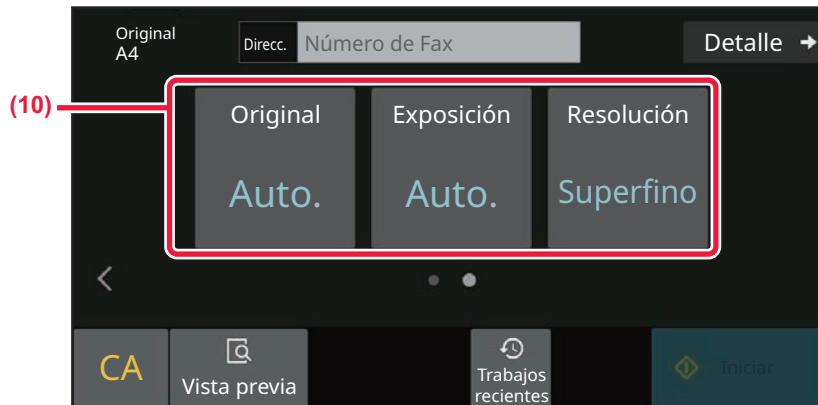 Original
A4
Direcc. Número de Fax
Detalle
(10)
Original
Auto.
Exposición
Auto.
Resolución
Superfino
CA
Vista previa
Trabajos
recientes
Iniciar